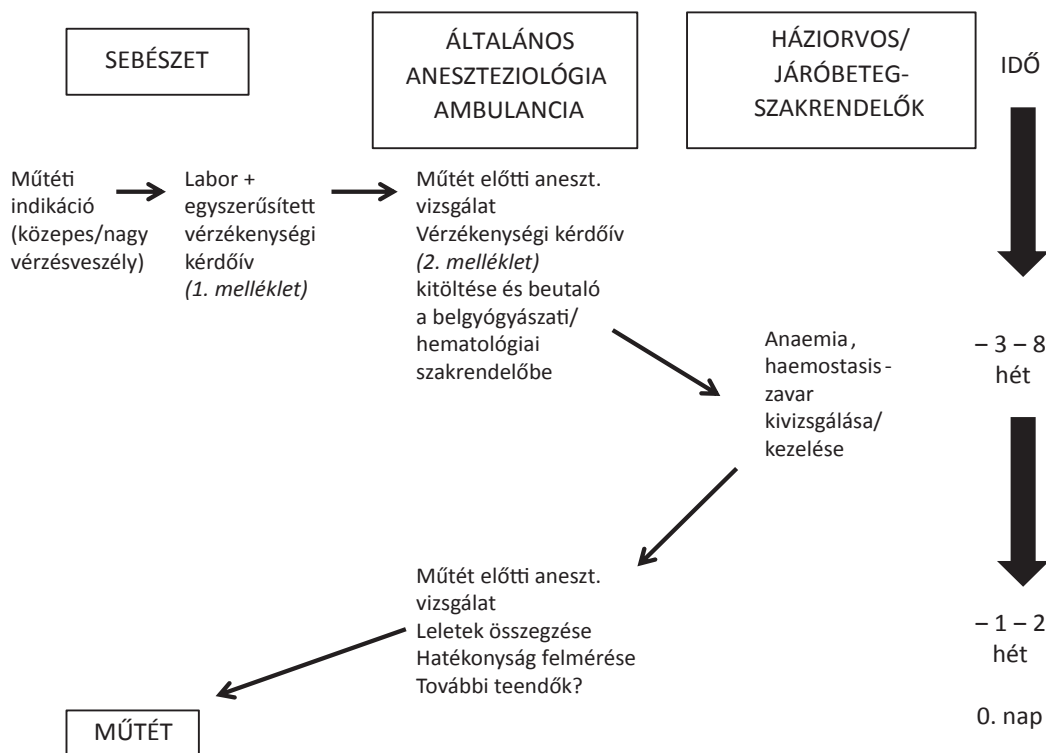 SEBÉSZET
ÁLTALÁNOS
ANESZTEZIOLÓGIA
AMBULANCIA
HÁZIORVOS/
JÁRÓBETEG-
SZAKRENDELŐK
IDŐ
Műtéti
indikáció
(közepes/nagy
vérzésveszély)
Labor +
egyszerűsített
vérzékenységi
kérdőív
(1. melléklet)
Műtét előtti aneszt.
vizsgálat
Vérzékenységi kérdőív
(2. melléklet)
kitöltése és beutaló
a belgyógyászati/
hematológiai
szakrendelőbe
Anaemia,
haemostasis-
zavar
kivizsgálása/
kezelése
– 3 – 8
hét
Műtét előtti aneszt.
vizsgálat
Leletek összegzése
Hatékonyság felmérése
További teendők?
– 1 – 2
hét
MŰTÉT
0. nap